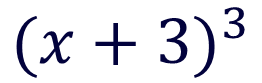 (x + 3)³